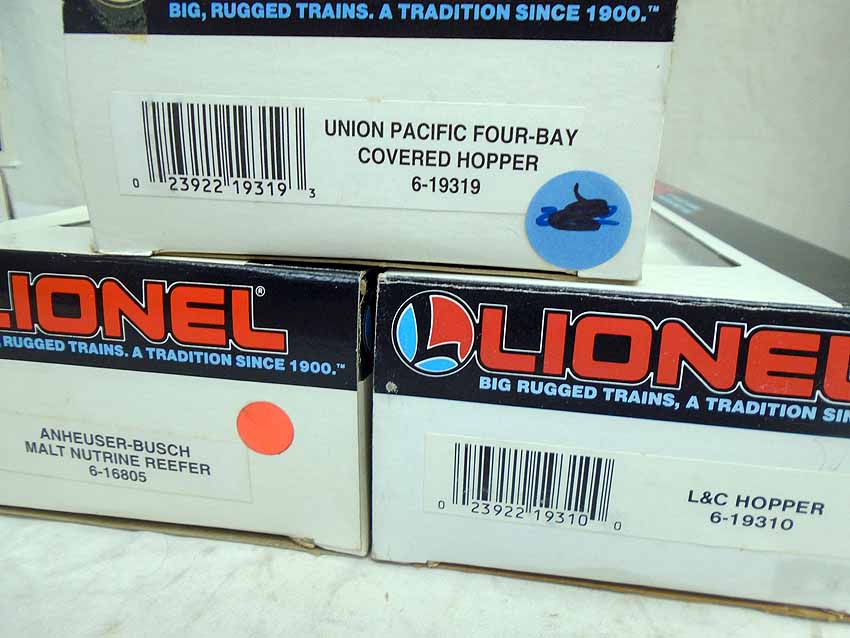 BIG, RUGGED TRAINS. A TRADITION SINCE 1900.™
UNION PACIFIC FOUR-BAY
COVERED HOPPER
6-19319
0 23922 19319 3
LIONEL®
RUGGED TRAINS. A TRADITION SINCE 1900.™
ANHEUSER-BUSCH
MALT NUTRINE REEFER
6-16805
L LIONEL
BIG RUGGED TRAINS, A TRADITION SIN
0 23922 19310 0
L&C HOPPER
6-19310